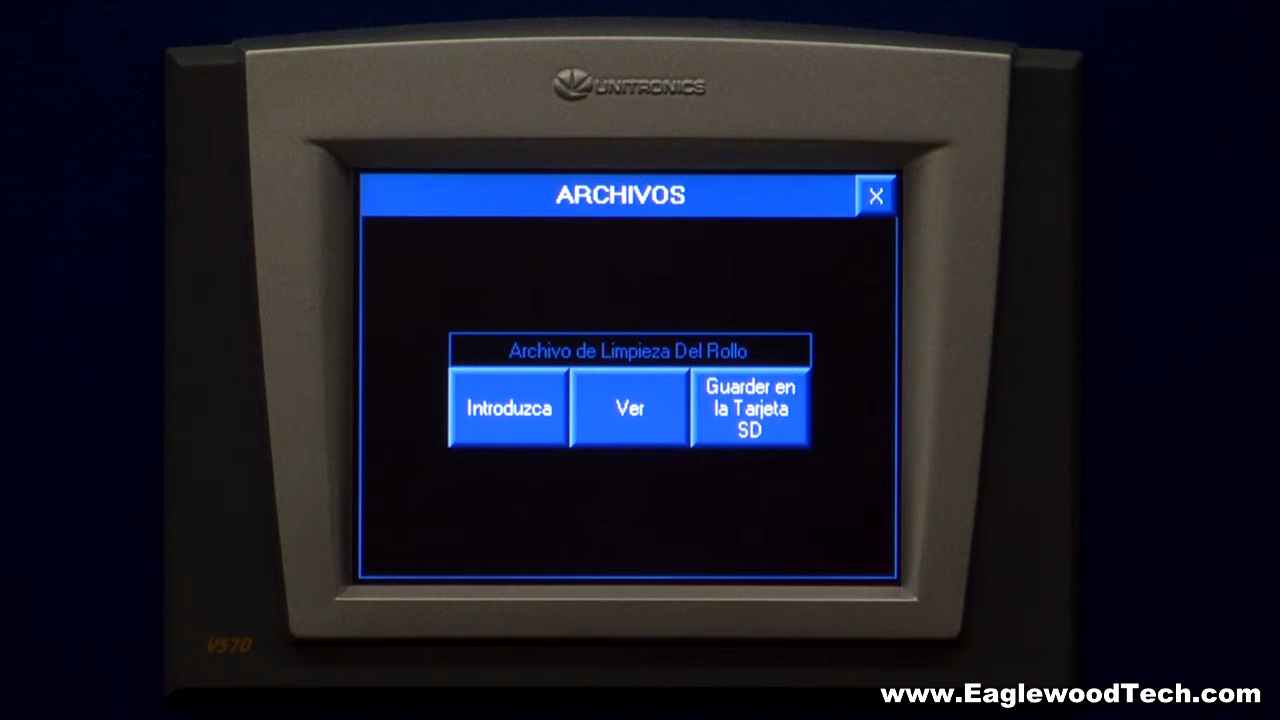 UNITRONICS
ARCHIVOS X
Archivo de Limpieza Del Rollo
Introduzca
Ver
Guarder en
la Tarjeta
SD
V570
www.EaglewoodTech.com